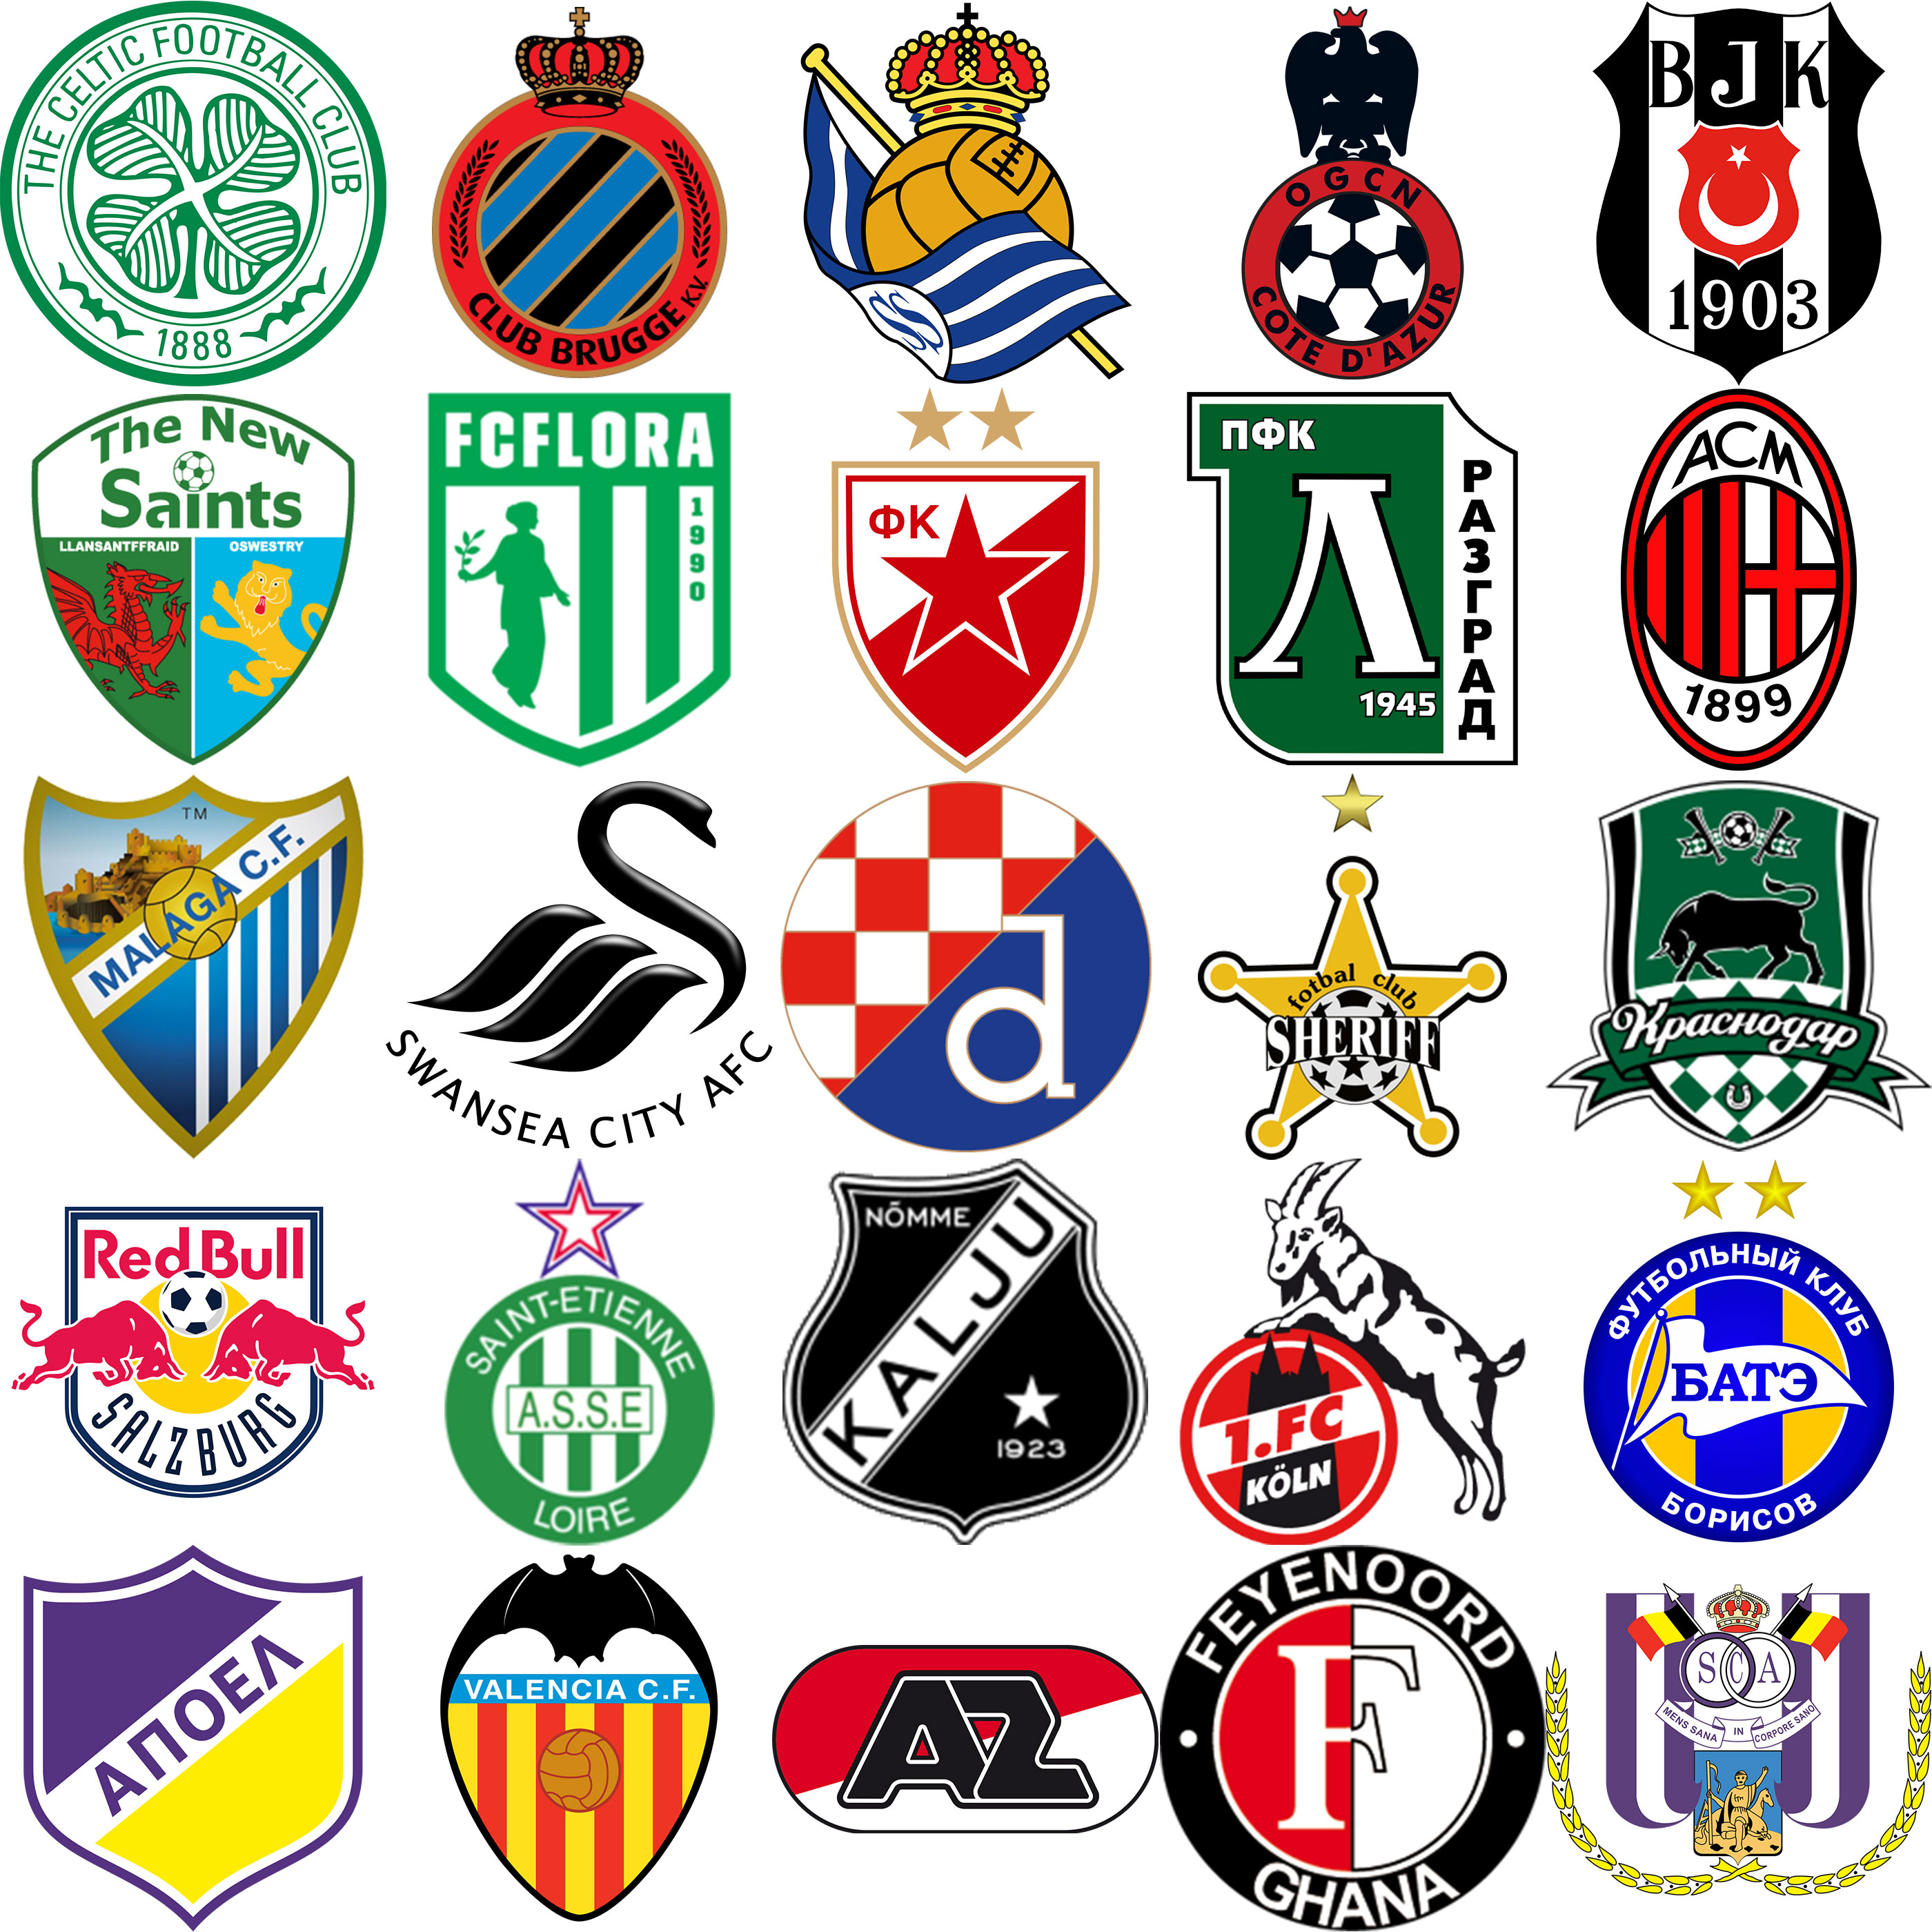 THE CELTIC FOOTBALL CLUB
1888
CLUB BRUGGE K.V.
OGCN
COTE D'AZUR
BJK
1903
The New
Saints
LLANSANTFFRAID
OSWESTRY
FCFLORA
1990
ФК
ПФК
Л
РАЗГРАД
1945
ACM
1899
TM
MALAGA C.F.
SWANSEA CITY AFC
d
fotbal club
SHERIFF
Краснодар
Red Bull
SALZBURG
SAINT-ETIENNE
A.S.S.E
LOIRE
NÕMME
KALJU
1923
1.FC
KÖLN
ФУТБОЛЬНЫЙ КЛУБ
БАТЭ
БОРИСОВ
ΑΠΟΕΛ
VALENCIA C.F.
AZ
FEYENOORD
F
GHANA
SCA
MENS SANA IN CORPORE SANO